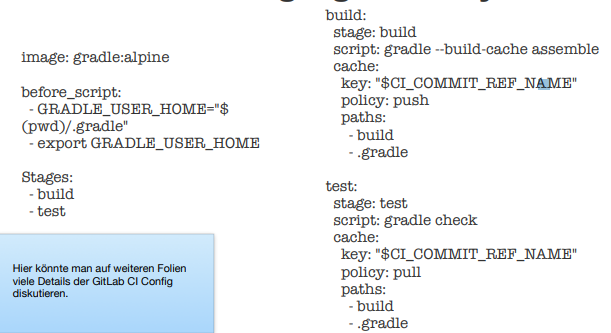 image: gradle:alpine
before_script:
- GRADLE_USER_HOME="$
(pwd)/.gradle"
- export GRADLE_USER_HOME
Stages:
- build
- test
Hier könnte man auf weiteren Folien
viele Details der GitLab CI Config
diskutieren.
build:
stage: build
script: gradle --build-cache assemble
cache:
key: "$CI_COMMIT_REF_NAME"
policy: push
paths:
- build
- .gradle
test:
stage: test
script: gradle check
cache:
key: "$CI_COMMIT_REF_NAME"
policy: pull
paths:
- build
- .gradle